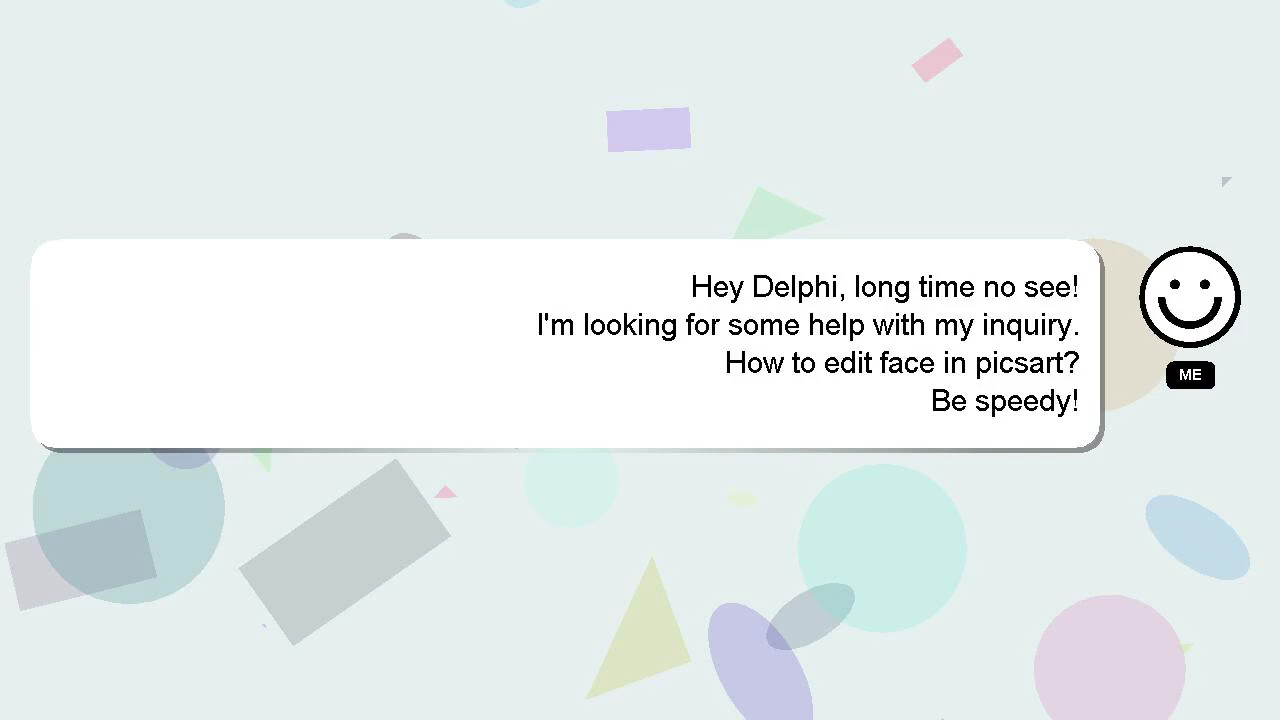 Hey Delphi, long time no see!
I'm looking for some help with my inquiry.
How to edit face in picsart?
Be speedy!
ME